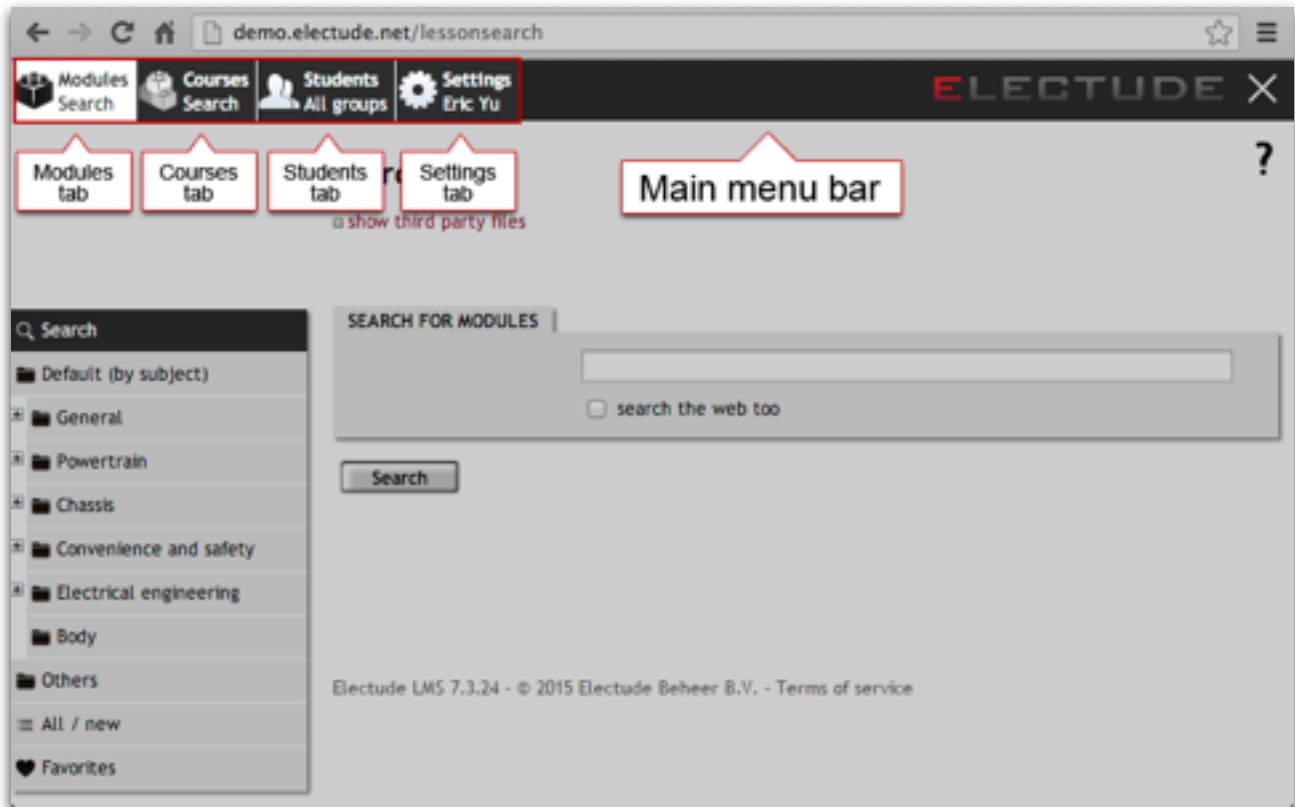 demo.electude.net/lessonsearch
Modules
Search
Courses
Search
Students
All groups
Settings
Eric Yu
ELECTUDE
Modules
tab
Courses
tab
Students
tab
Settings
tab
Main menu bar
?
show third party files
Search
Default (by subject)
General
Powertrain
Chassis
Convenience and safety
Electrical engineering
Body
Others
All / new
Favorites
SEARCH FOR MODULES
search the web too
Search
Electude LMS 7.3.24 - © 2015 Electude Beheer B.V. - Terms of service